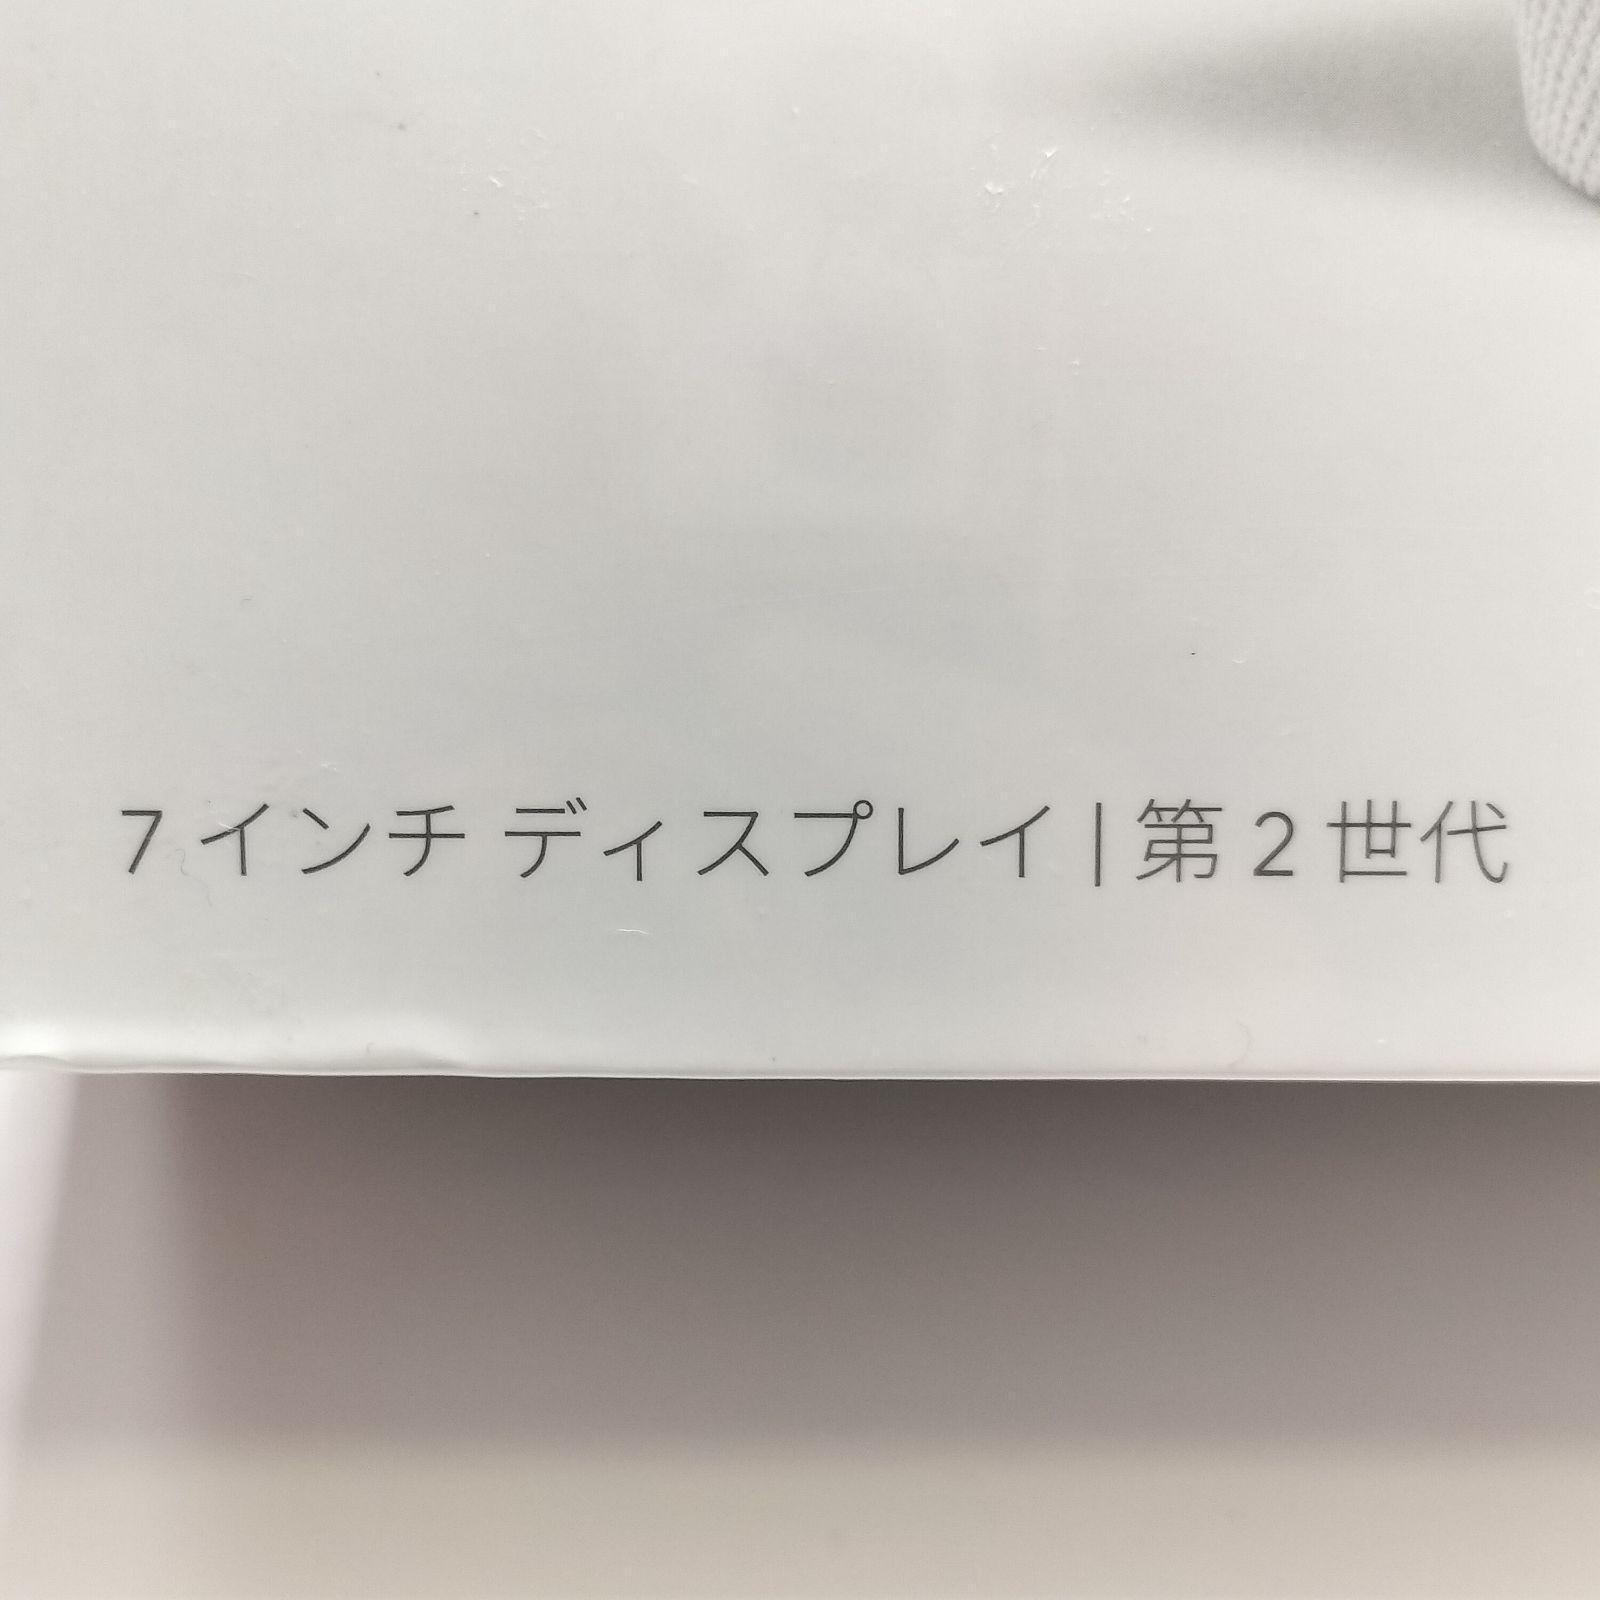 7 インチ ディスプレイ | 第 2 世代